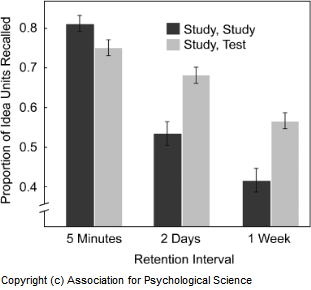 Proportion of Idea Units Recalled
0.8
0.7
0.6
0.5
0.4
Study, Study
Study, Test
5 Minutes 2 Days 1 Week
Retention Interval
Copyright (c) Association for Psychological Science